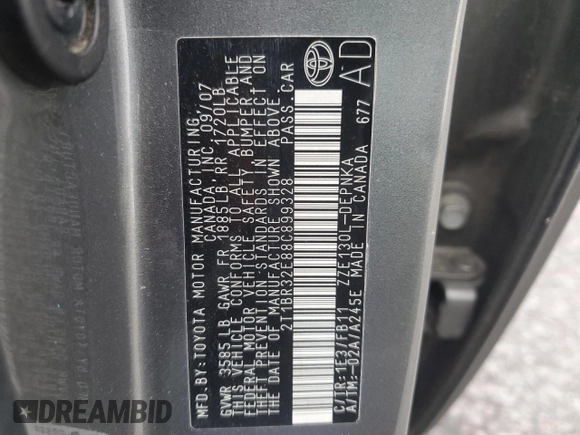 MFD.BY:TOYOTA MOTOR MANUFACTURING
CANADA, INC. 09/07
GVWR 3585LB GAWR FR 1885LB,RR 1720LB
THIS VEHICLE CONFORMS TO ALL APPLICABLE
FEDERAL MOTOR VEHICLE SAFETY BUMPER AND
THEFT PREVENTION STANDARDS IN EFFECT ON
THE DATE OF MANUFACTURE SHOWN ABOVE.
2T1BR32E88C899328 PASS.CAR
C/TR:1E3/FB11 ZZE130L-DEPNKA
A/TM:-02A/A245E MADE IN CANADA 677
AD
DREAMBID